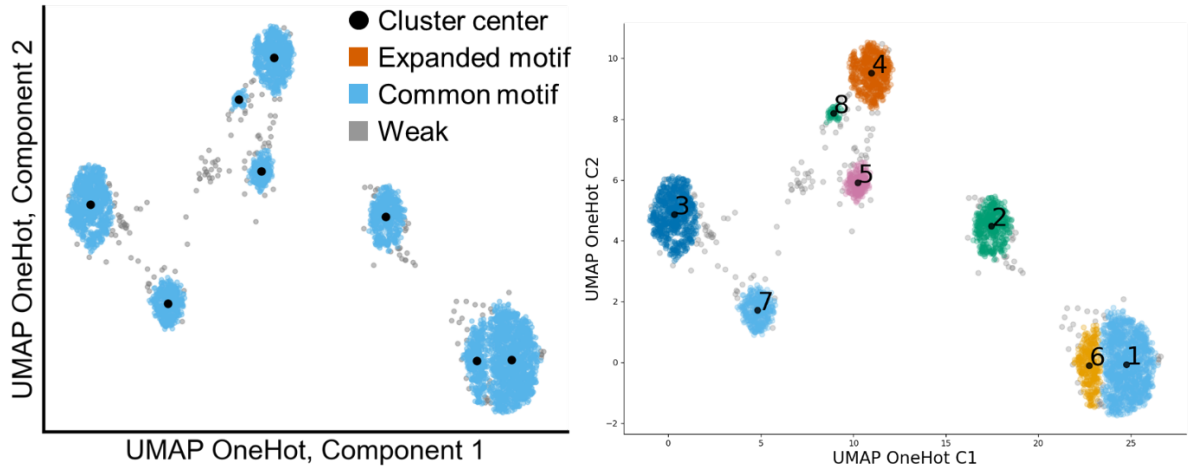 UMAP OneHot, Component 2
Cluster center
Expanded motif
Common motif
Weak
UMAP OneHot, Component 1
UMAP OneHot C2
10
8
6
4
2
0
−2
4
8
5
3
2
7
6
1
0
5
10
15
20
25
UMAP OneHot C1